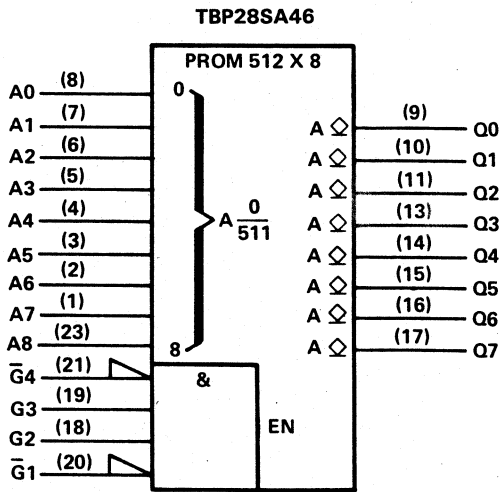 TBP28SA46
PROM 512 X 8
A0 (8) 0
A1 (7)
A2 (6)
A3 (5)
A4 (4)
A5 (3)
A6 (2)
A7 (1)
A8 (23) 8
A 0
511
A (9) Q0
A (10) Q1
A (11) Q2
A (13) Q3
A (14) Q4
A (15) Q5
A (16) Q6
A (17) Q7
G̅4 (21) &
G3 (19)
G2 (18) EN
G̅1 (20)